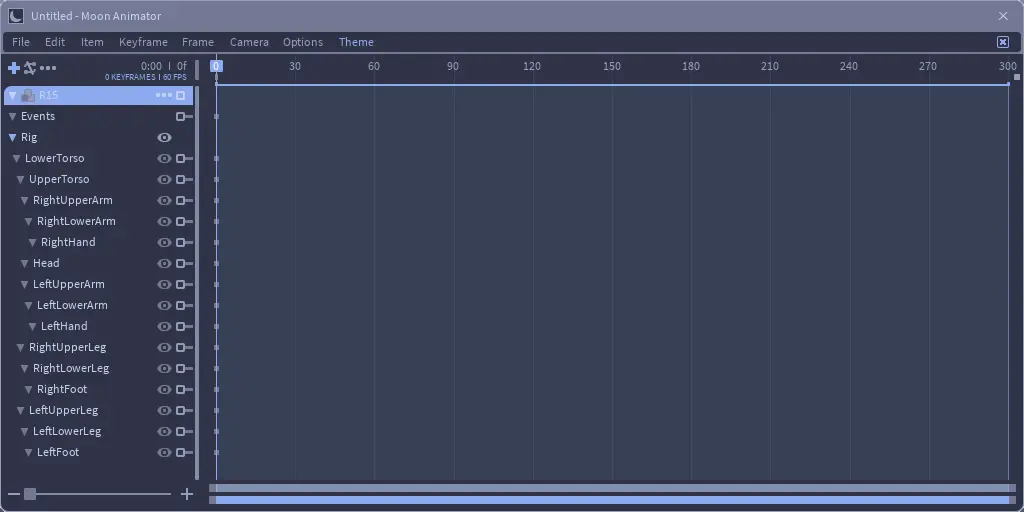 Untitled - Moon Animator
File Edit Item Keyframe Frame Camera Options Theme
0:00 | 0f
0 KEYFRAMES | 60 FPS
0 30 60 90 120 150 180 210 240 270 300
R15
Events
Rig
LowerTorso
UpperTorso
RightUpperArm
RightLowerArm
RightHand
Head
LeftUpperArm
LeftLowerArm
LeftHand
RightUpperLeg
RightLowerLeg
RightFoot
LeftUpperLeg
LeftLowerLeg
LeftFoot